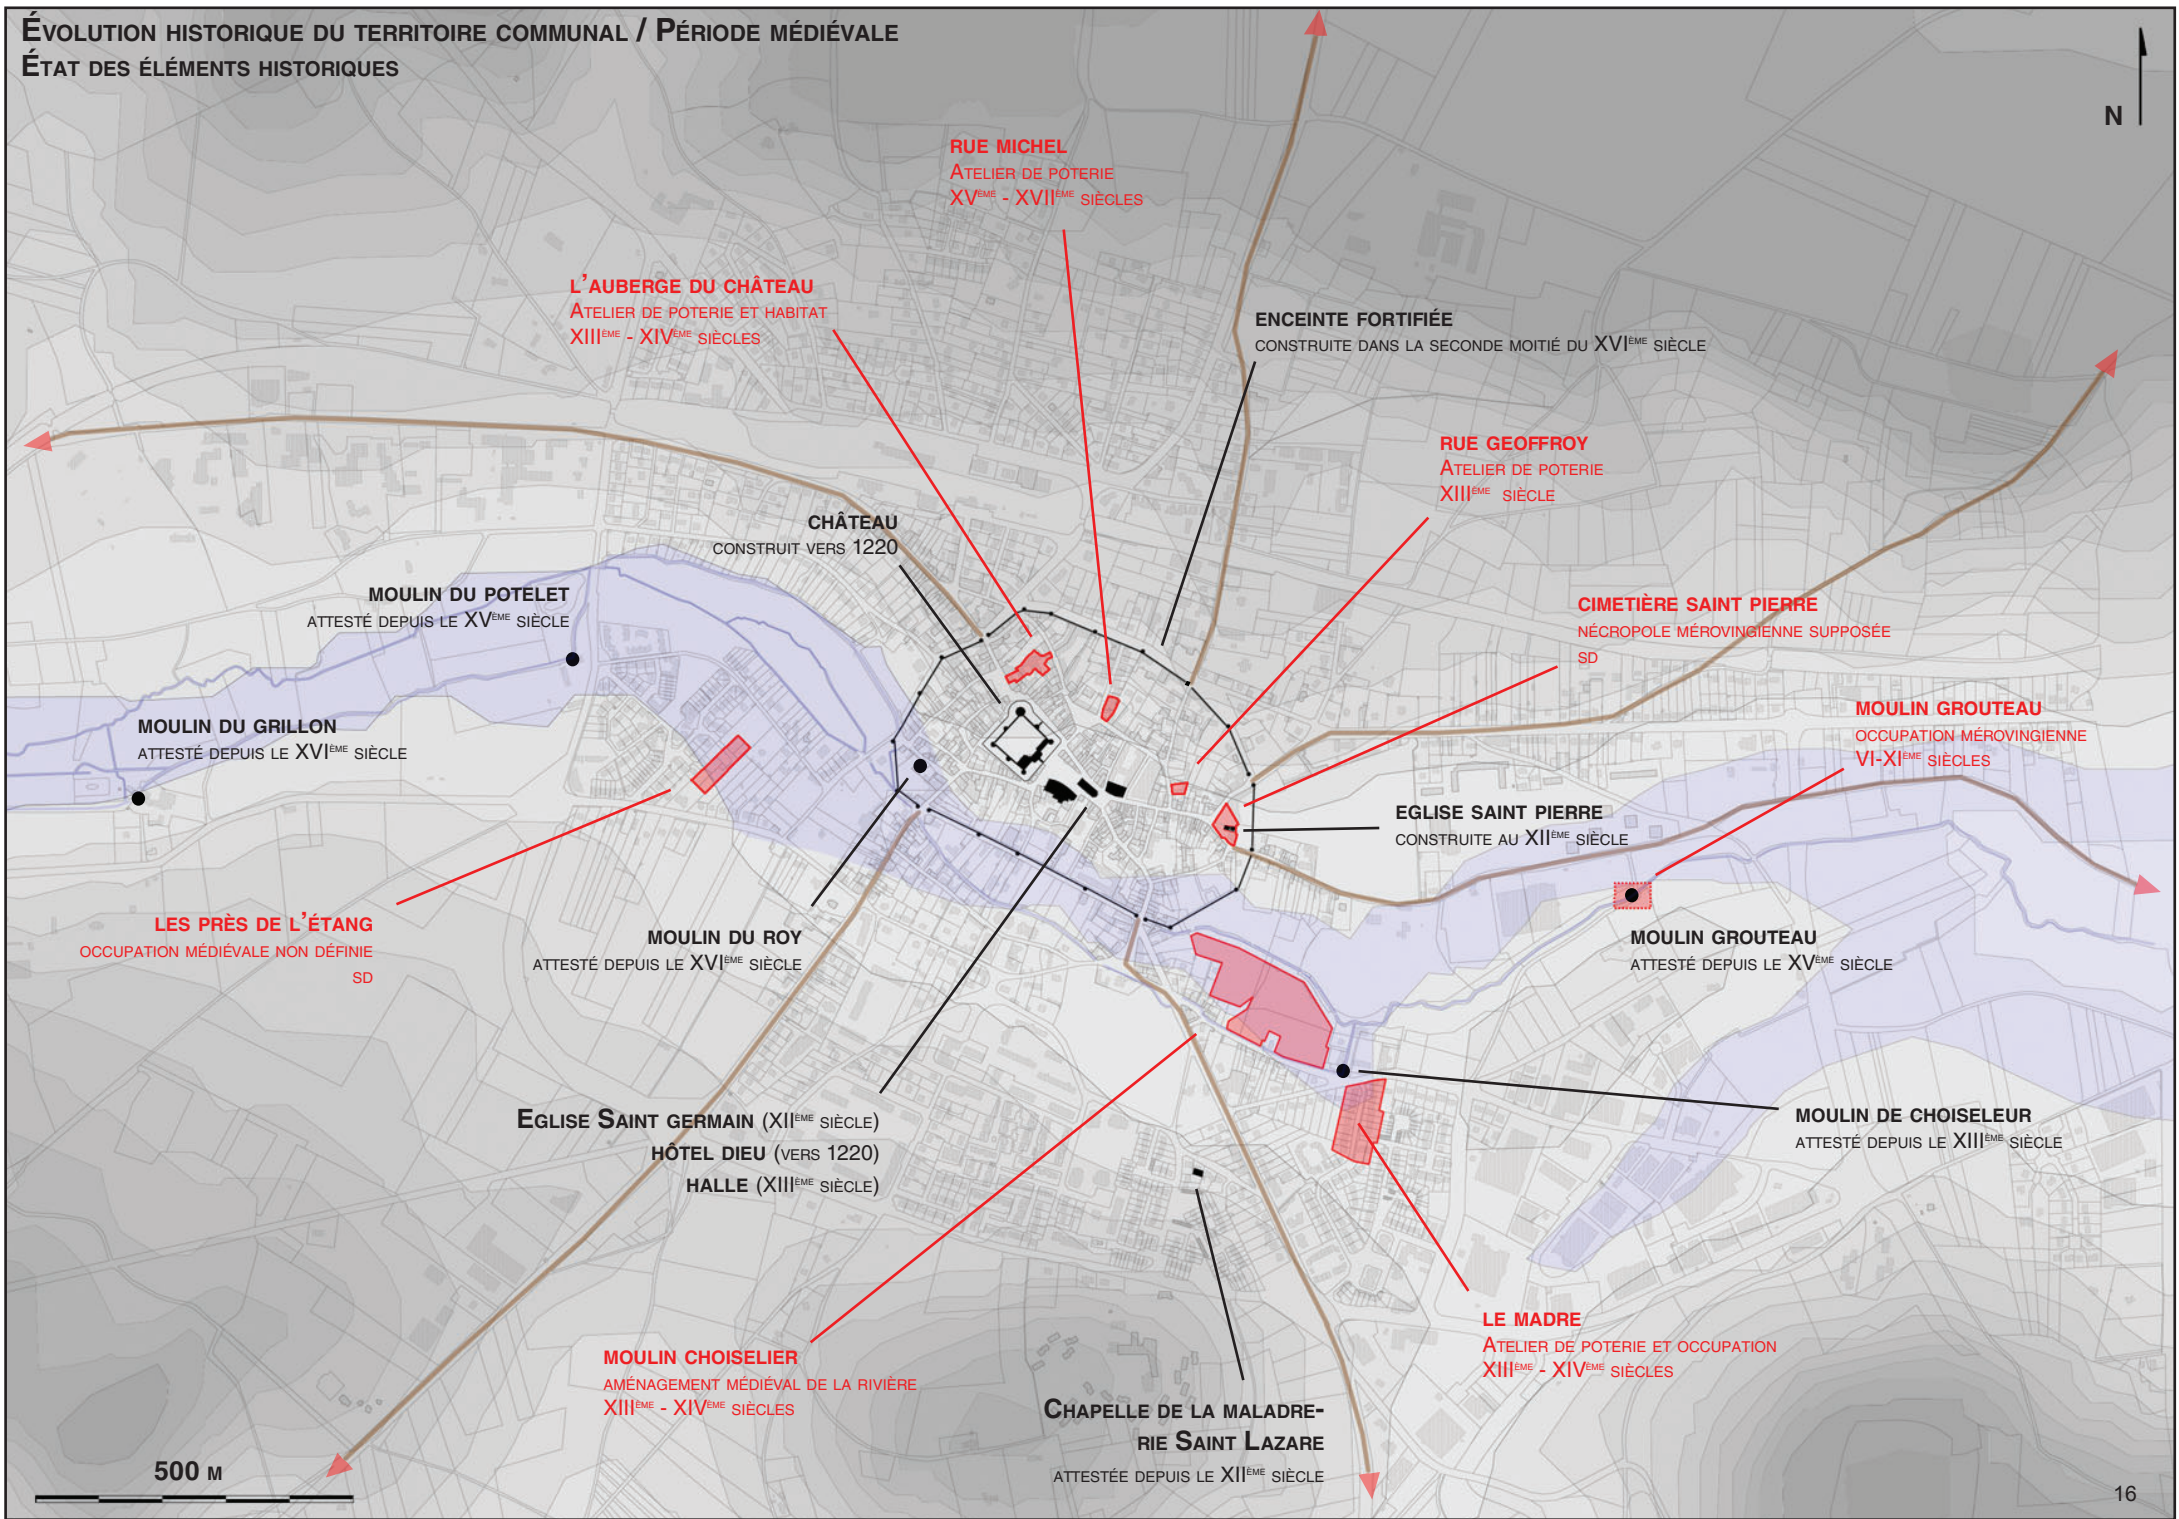 Évolution historique du territoire communal / Période médiévale
État des éléments historiques
N
rue Michel
Atelier de poterie
XVème - XVIIème siècles
l'auberge du château
Atelier de poterie et habitat
XIIIème - XIVème siècles
enceinte fortifiée
construite dans la seconde moitié du XVIème siècle
rue geoffroy
Atelier de poterie
XIIIème siècle
château
construit vers 1220
moulin du potelet
attesté depuis le XVème siècle
cimetière saint pierre
nécropole mérovingienne supposée
sd
moulin du grillon
attesté depuis le XVIème siècle
moulin grouteau
occupation mérovingienne
VI-XIème siècles
eglise saint pierre
construite au XIIème siècle
les près de l'étang
occupation médiévale non définie
sd
moulin du roy
attesté depuis le XVIème siècle
moulin grouteau
attesté depuis le XVème siècle
Eglise Saint germain (XIIème siècle)
hôtel dieu (vers 1220)
halle (XIIIème siècle)
moulin de choiseleur
attesté depuis le XIIIème siècle
le madre
Atelier de poterie et occupation
XIIIème - XIVème siècles
moulin choiselier
aménagement médiéval de la rivière
XIIIème - XIVème siècles
Chapelle de la maladre-
rie Saint Lazare
attestée depuis le XIIème siècle
500 m
16